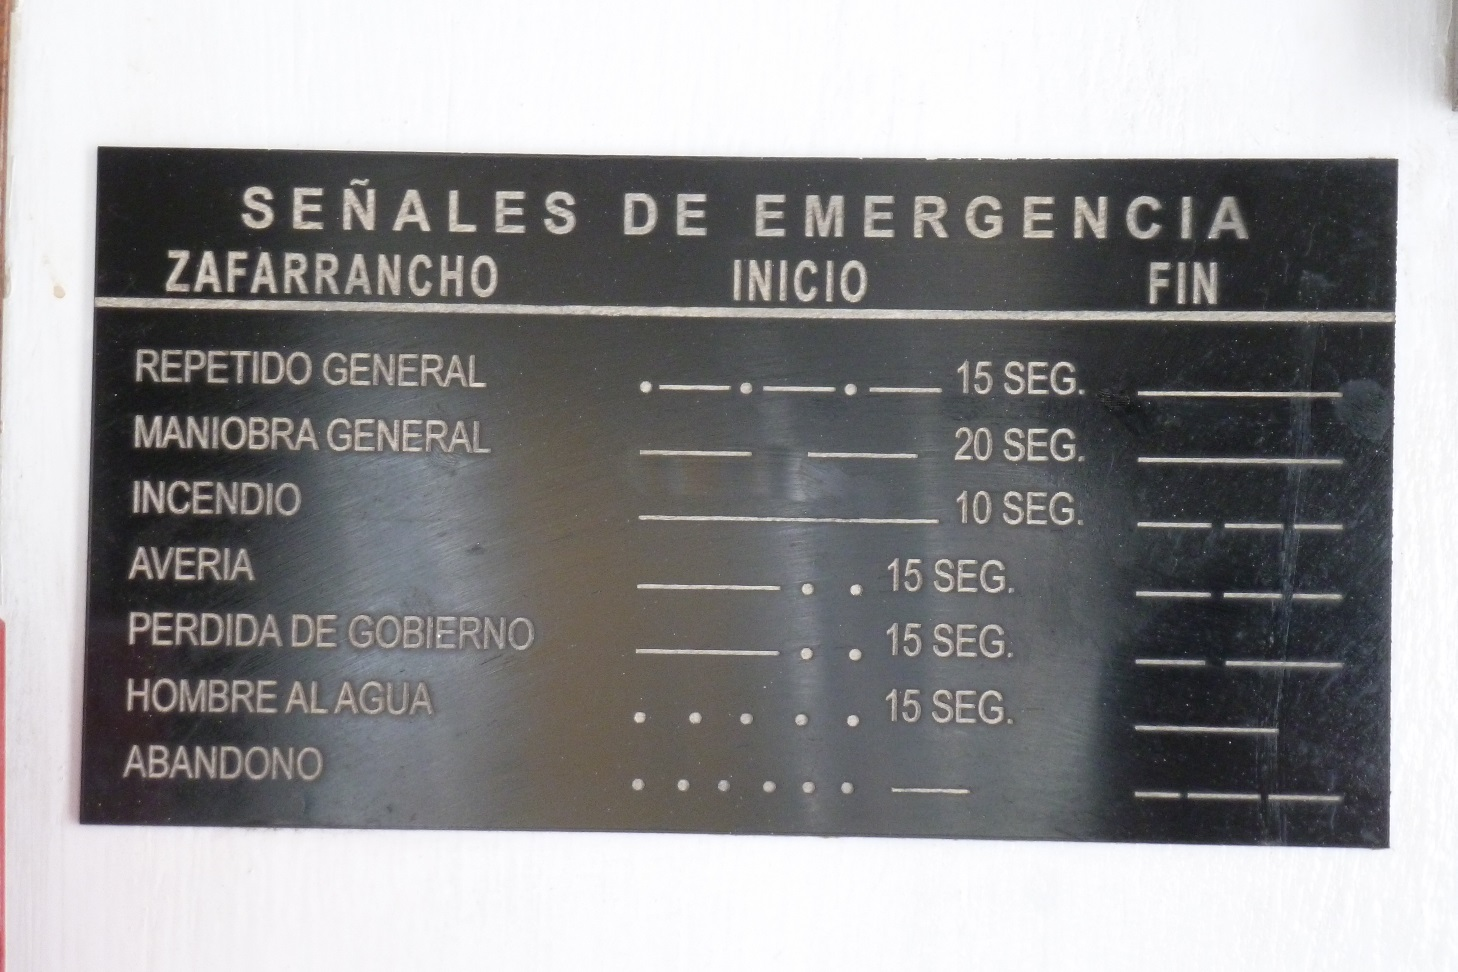 SEÑALES DE EMERGENCIA
ZAFARRANCHO INICIO FIN
REPETIDO GENERAL . — . — . — 15 SEG. —
MANIOBRA GENERAL — — 20 SEG. —
INCENDIO — 10 SEG. — — —
AVERIA — . . 15 SEG. — — —
PERDIDA DE GOBIERNO — . . 15 SEG. — —
HOMBRE AL AGUA . . . . . 15 SEG. —
ABANDONO . . . . . . — — — —